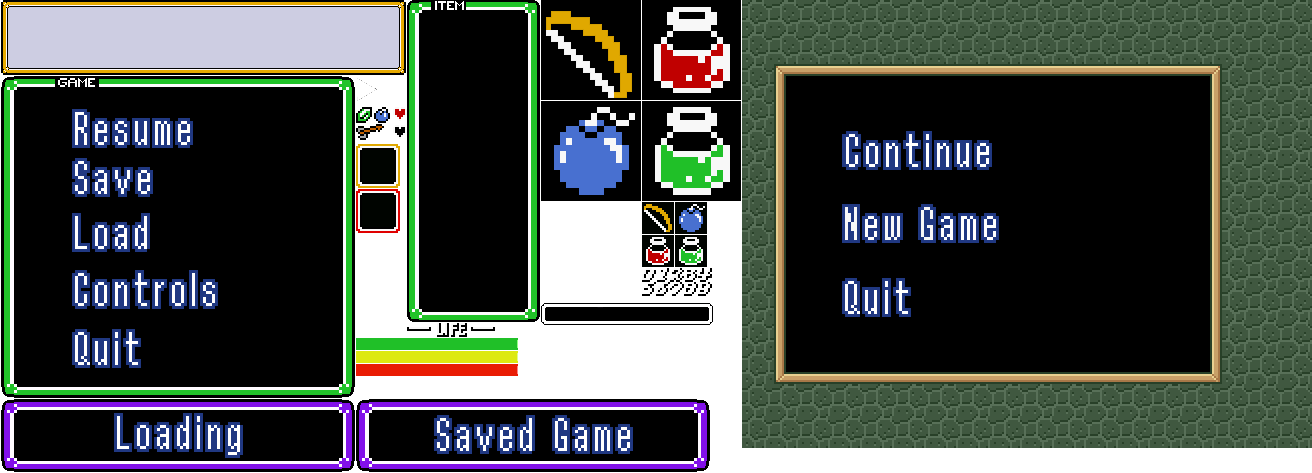 ITEM
GAME
Resume
Save
Load
Controls
Quit
LIFE
Loading
Saved Game
Continue
New Game
Quit